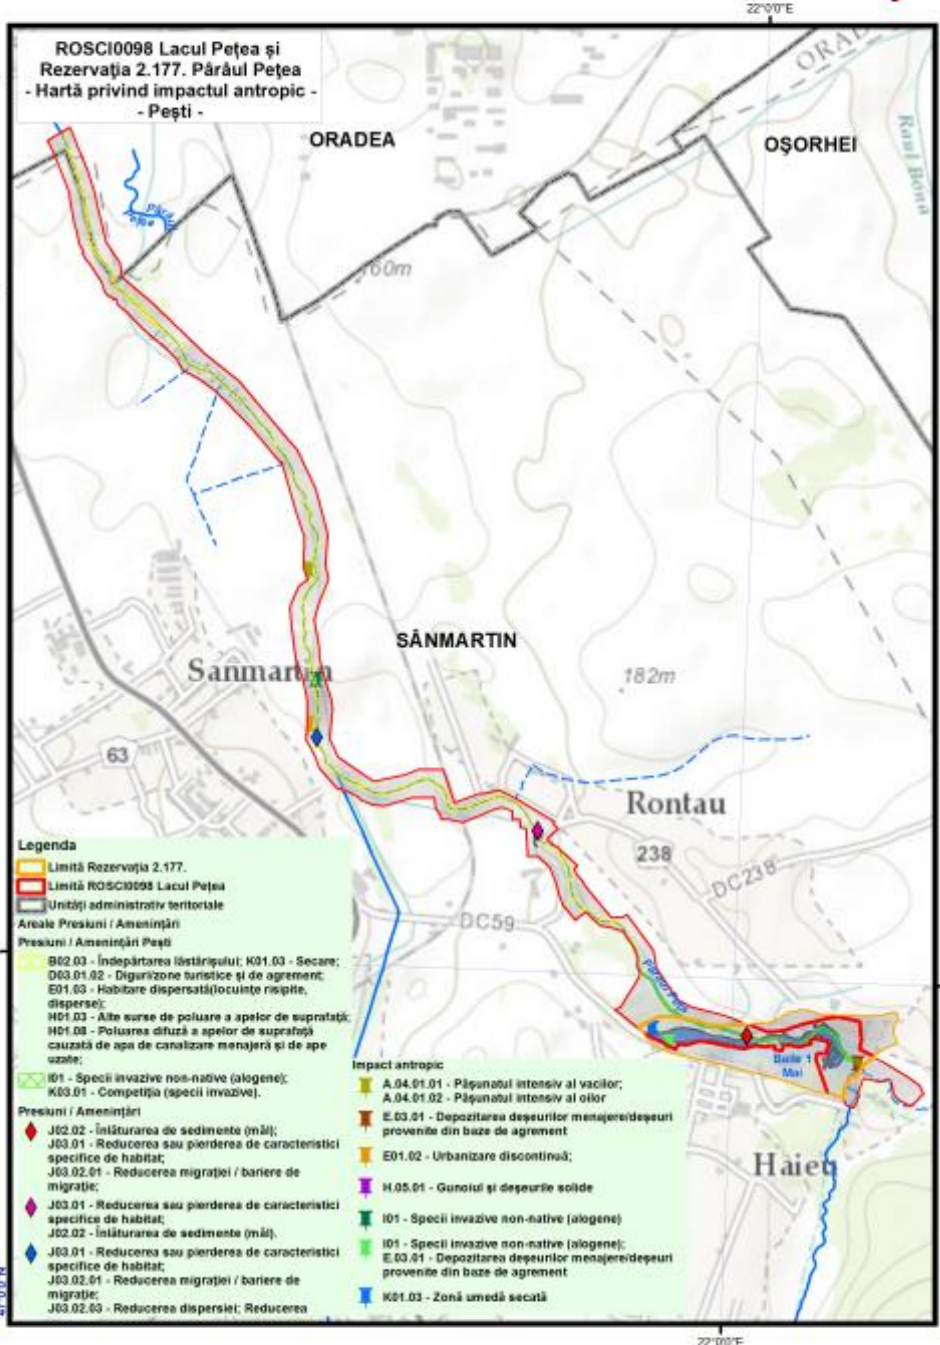 22°0'0"E
ROSCI0098 Lacul Pețea și
Rezervația 2.177. Pârâul Pețea
- Hartă privind impactul antropic -
- Pești -
ORADEA
ORAD
OȘORHEI
Raul Bona
Pețea
160m
SÂNMARTIN
Sanmartin
182m
63
Rontau
238
DC238
DC59
Baile 1
Mai
Haieu
Legenda
Limită Rezervația 2.177.
Limită ROSCI0098 Lacul Pețea
Unități administrativ teritoriale
Areale Presiuni / Amenințări
Presiuni / Amenințări Pești
B02.03 - Îndepărtarea lăstărișului; K01.03 - Secare;
D03.01.02 - Diguri/zone turistice și de agrement;
E01.03 - Habitare dispersată(locuințe risipite,
disperse);
H01.03 - Alte surse de poluare a apelor de suprafață;
H01.08 - Poluarea difuză a apelor de suprafață
cauzată de apa de canalizare menajeră și de ape
uzate;
I01 - Specii invazive non-native (alogene);
K03.01 - Competiția (specii invazive).
Presiuni / Amenințări
J02.02 - Înlăturarea de sedimente (mâl);
J03.01 - Reducerea sau pierderea de caracteristici
specifice de habitat;
J03.02.01 - Reducerea migrației / bariere de
migrație;
J03.01 - Reducerea sau pierderea de caracteristici
specifice de habitat;
J02.02 - Înlăturarea de sedimente (mâl).
J03.01 - Reducerea sau pierderea de caracteristici
specifice de habitat;
J03.02.01 - Reducerea migrației / bariere de
migrație;
J03.02.03 - Reducerea dispersiei; Reducerea
Impact antropic
A.04.01.01 - Pășunatul intensiv al vacilor;
A.04.01.02 - Pășunatul intensiv al oilor
E.03.01 - Depozitarea deșeurilor menajere/deșeuri
provenite din baze de agrement
E01.02 - Urbanizare discontinuă;
H.05.01 - Gunoiul și deșeurile solide
I01 - Specii invazive non-native (alogene)
I01 - Specii invazive non-native (alogene);
E.03.01 - Depozitarea deșeurilor menajere/deșeuri
provenite din baze de agrement
K01.03 - Zonă umedă secată
22°0'0"E